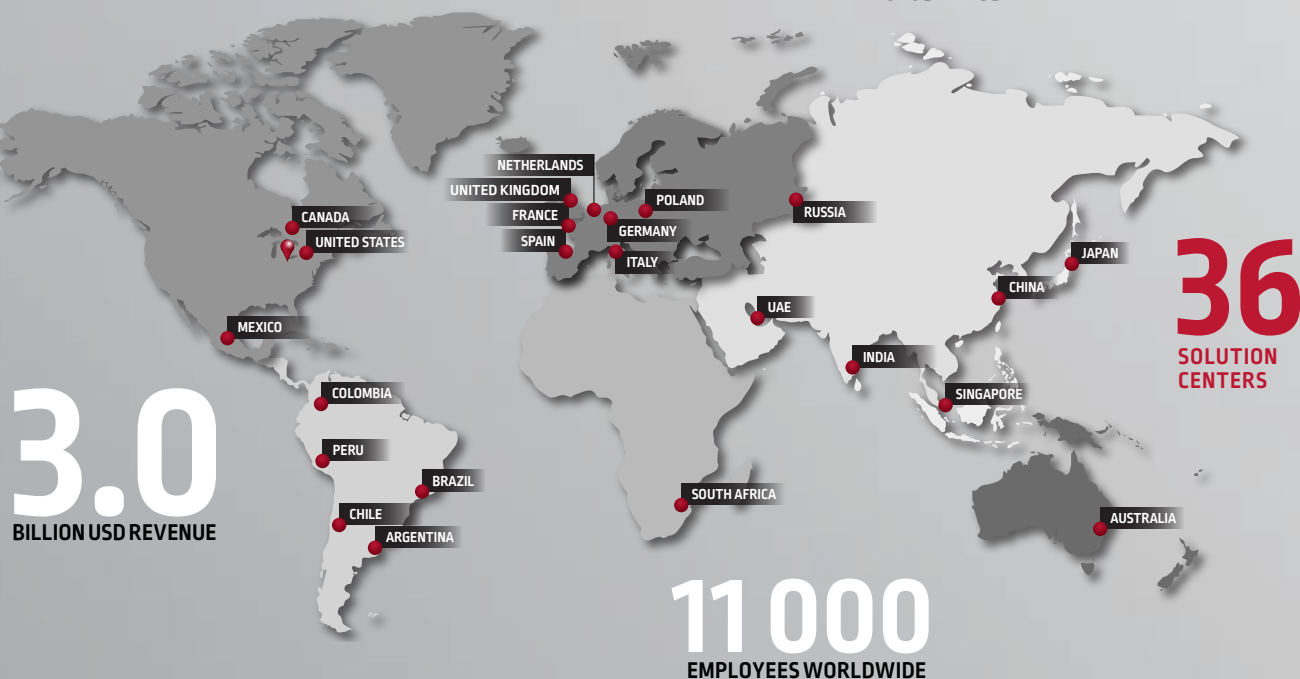 NETHERLANDS
UNITED KINGDOM
POLAND
FRANCE
RUSSIA
CANADA
GERMANY
UNITED STATES
SPAIN
ITALY
JAPAN
CHINA
36
SOLUTION
CENTERS
UAE
MEXICO
INDIA
COLOMBIA
SINGAPORE
3.0
BILLION USD REVENUE
PERU
BRAZIL
SOUTH AFRICA
CHILE
ARGENTINA
AUSTRALIA
11 000
EMPLOYEES WORLDWIDE